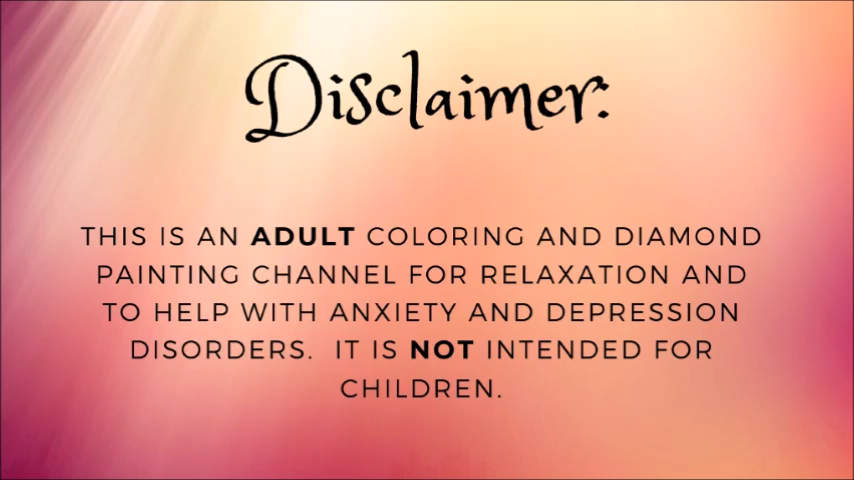 Disclaimer:
THIS IS AN ADULT COLORING AND DIAMOND
PAINTING CHANNEL FOR RELAXATION AND
TO HELP WITH ANXIETY AND DEPRESSION
DISORDERS.  IT IS NOT INTENDED FOR
CHILDREN.